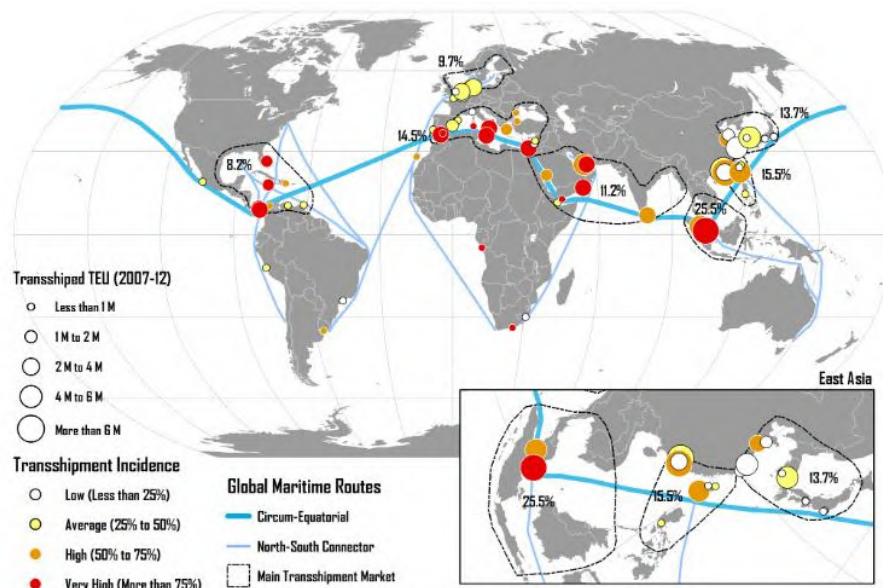 9.7%
13.7%
14.5%
8.2%
15.5%
11.2%
25.5%
Transshiped TEU (2007-12)
Less than 1 M
1 M to 2 M
2 M to 4 M
4 M to 6 M
More than 6 M
Transshipment Incidence
Low (Less than 25%)
Average (25% to 50%)
High (50% to 75%)
Very High (More than 75%)
Global Maritime Routes
Circum-Equatorial
North-South Connector
Main Transshipment Market
East Asia
25.5%
15.5%
13.7%